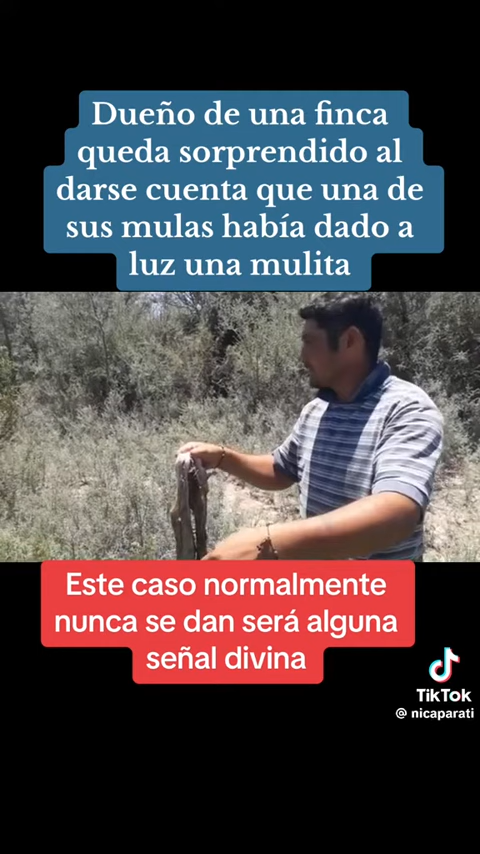 Dueño de una finca
queda sorprendido al
darse cuenta que una de
sus mulas había dado a
luz una mulita
Este caso normalmente
nunca se dan será alguna
señal divina
TikTok
@ nicaparati